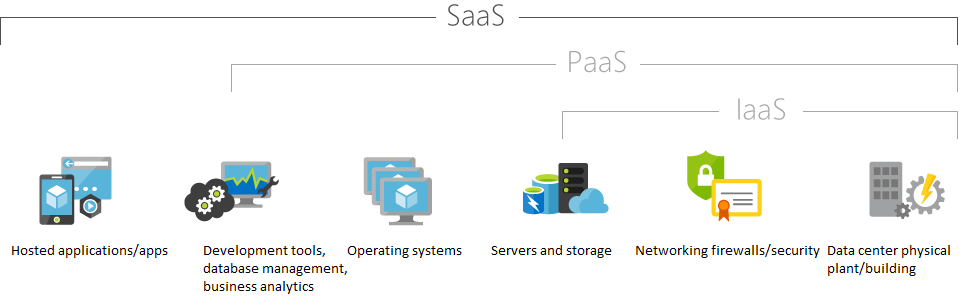 SaaS
PaaS
IaaS
Hosted applications/apps
Development tools,
database management,
business analytics
Operating systems
Servers and storage
Networking firewalls/security
Data center physical
plant/building